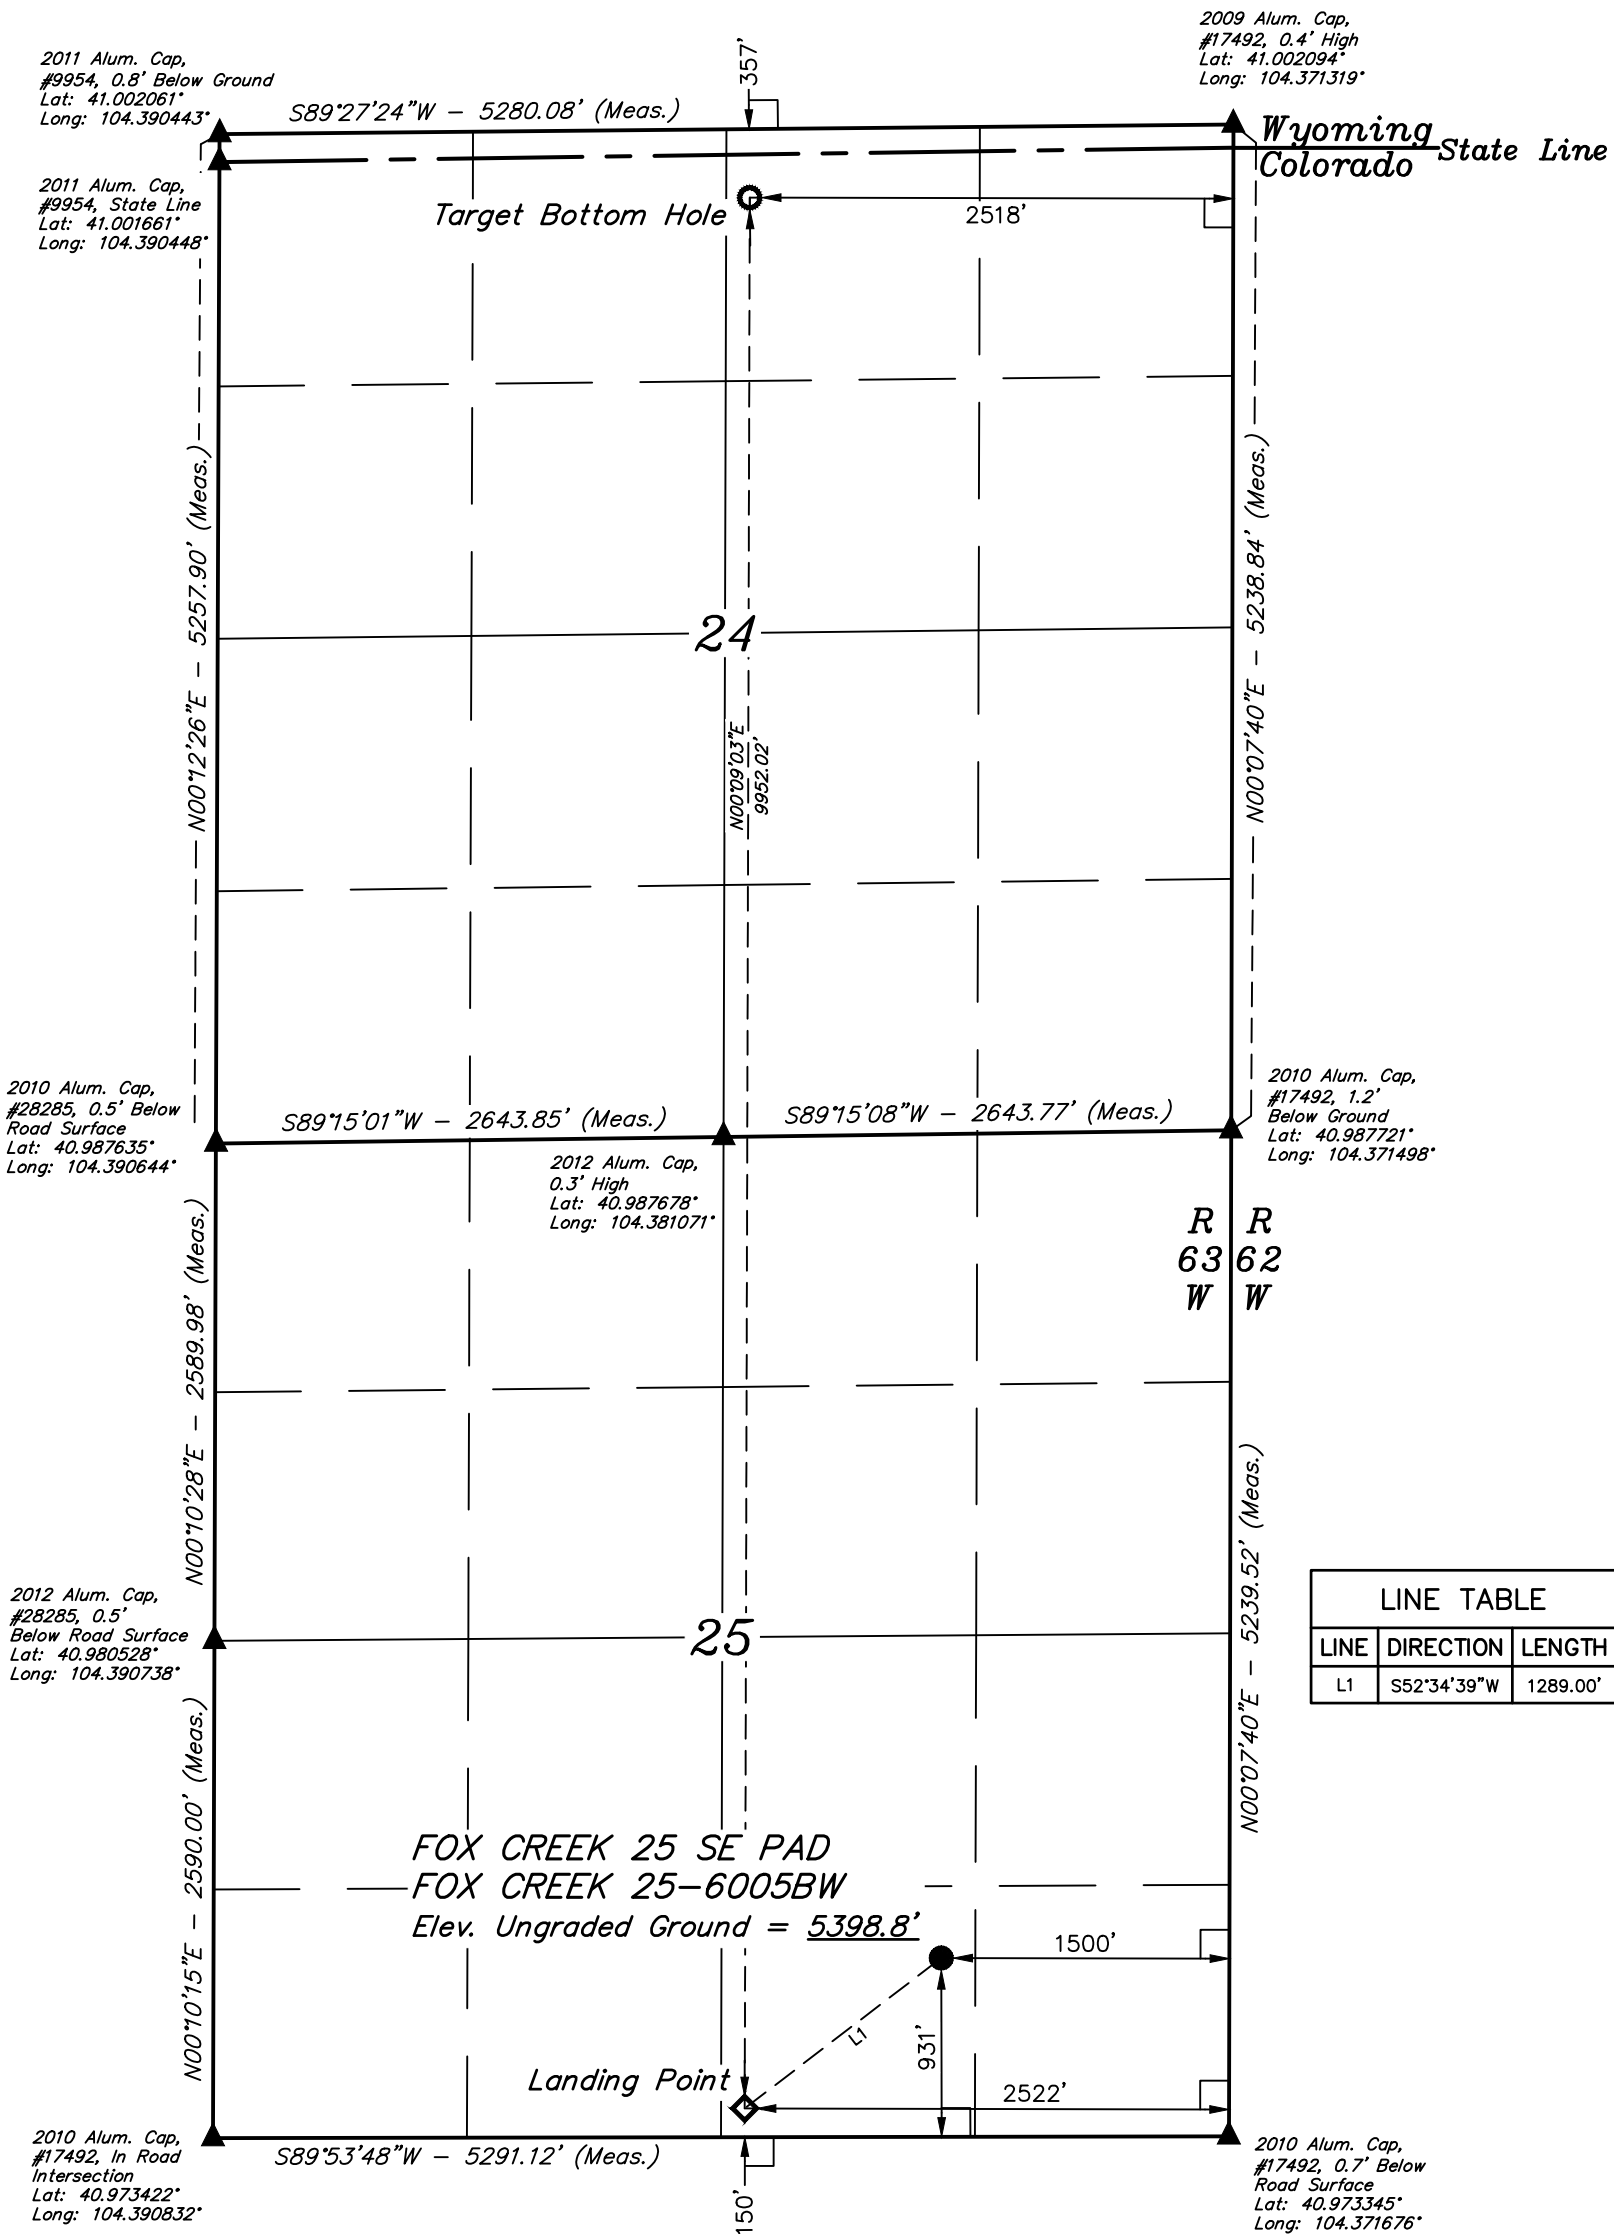 2011 Alum. Cap,
#9954, 0.8' Below Ground
Lat: 41.002061°
Long: 104.390443°
S89°27'24"W - 5280.08' (Meas.)
357'
2009 Alum. Cap,
#17492, 0.4' High
Lat: 41.002094°
Long: 104.371319°
Wyoming
Colorado
State Line
2011 Alum. Cap,
#9954, State Line
Lat: 41.001661°
Long: 104.390448°
Target Bottom Hole
2518'
N00°12'26"E - 5257.90' (Meas.)
N00°07'40"E - 5238.84' (Meas.)
24
N00°09'03"E
9952.02'
2010 Alum. Cap,
#28285, 0.5' Below
Road Surface
Lat: 40.987635°
Long: 104.390644°
S89°15'01"W - 2643.85' (Meas.)
S89°15'08"W - 2643.77' (Meas.)
2010 Alum. Cap,
#17492, 1.2'
Below Ground
Lat: 40.987721°
Long: 104.371498°
2012 Alum. Cap,
0.3' High
Lat: 40.987678°
Long: 104.381071°
R R
63 62
W W
N00°10'28"E - 2589.98' (Meas.)
N00°07'40"E - 5239.52' (Meas.)
2012 Alum. Cap,
#28285, 0.5'
Below Road Surface
Lat: 40.980528°
Long: 104.390738°
25
LINE TABLE
LINE DIRECTION LENGTH
L1 S52°34'39"W 1289.00'
N00°10'15"E - 2590.00' (Meas.)
FOX CREEK 25 SE PAD
FOX CREEK 25-6005BW
Elev. Ungraded Ground = 5398.8'
1500'
L1
931'
Landing Point
2522'
2010 Alum. Cap,
#17492, In Road
Intersection
Lat: 40.973422°
Long: 104.390832°
S89°53'48"W - 5291.12' (Meas.)
150'
2010 Alum. Cap,
#17492, 0.7' Below
Road Surface
Lat: 40.973345°
Long: 104.371676°